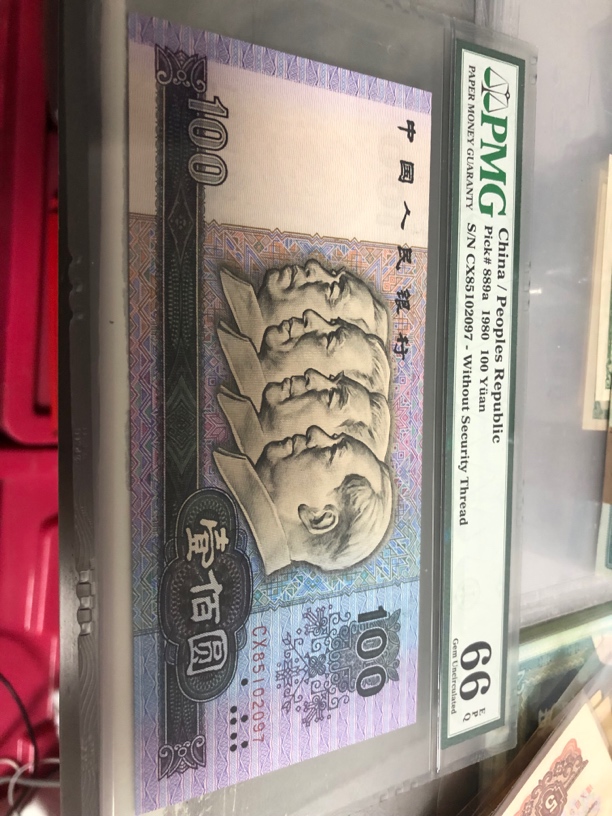 PMG
PAPER MONEY GUARANTY
China / Peoples Republic
Pick# 889a 1980 100 Yüan
S/N CX85102097 - Without Security Thread
66 EPQ
Gem Uncirculated
中国人民银行
100
100
CX85102097
壹佰圆
5